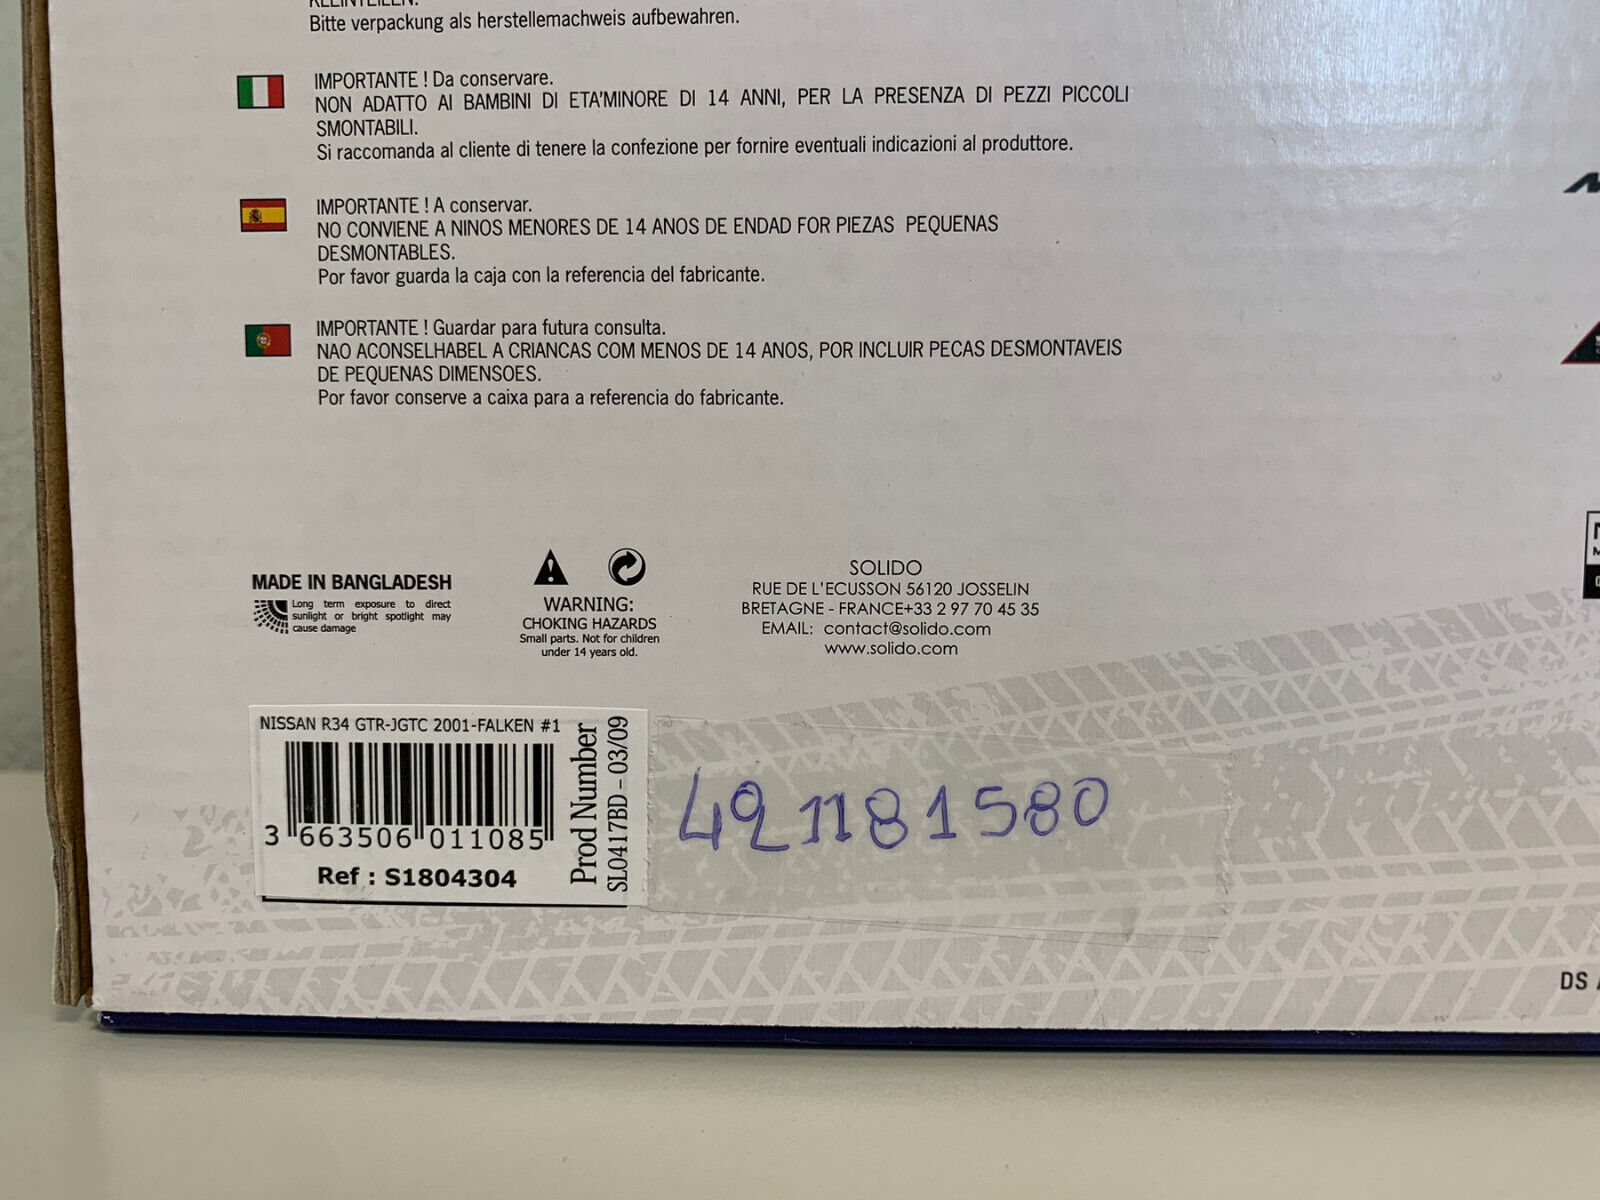 Bitte verpackung als herstellemachweis aufbewahren.
IMPORTANTE ! Da conservare.
NON ADATTO AI BAMBINI DI ETA'MINORE DI 14 ANNI, PER LA PRESENZA DI PEZZI PICCOLI
SMONTABILI.
Si raccomanda al cliente di tenere la confezione per fornire eventuali indicazioni al produttore.
IMPORTANTE ! A conservar.
NO CONVIENE A NINOS MENORES DE 14 ANOS DE ENDAD FOR PIEZAS PEQUENAS
DESMONTABLES.
Por favor guarda la caja con la referencia del fabricante.
IMPORTANTE ! Guardar para futura consulta.
NAO ACONSELHABEL A CRIANCAS COM MENOS DE 14 ANOS, POR INCLUIR PECAS DESMONTAVEIS
DE PEQUENAS DIMENSOES.
Por favor conserve a caixa para a referencia do fabricante.
MADE IN BANGLADESH
Long term exposure to direct
sunlight or bright spotlight may
cause damage
WARNING:
CHOKING HAZARDS
Small parts. Not for children
under 14 years old.
SOLIDO
RUE DE L'ECUSSON 56120 JOSSELIN
BRETAGNE - FRANCE+33 2 97 70 45 35
EMAIL: contact@solido.com
www.solido.com
NISSAN R34 GTR-JGTC 2001-FALKEN #1
3 663506 011085
Ref : S1804304
Prod Number
SL0417BD - 03/09
421181580
DS